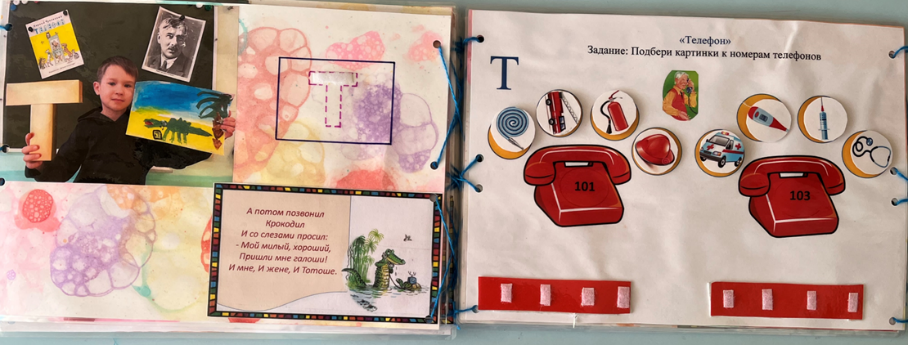 ТЕЛЕФОН
Т
Т
А потом позвонил
Крокодил
И со слезами просил:
- Мой милый, хороший,
Пришли мне галоши!
И мне, И жене, И Тотоше.
«Телефон»
Задание: Подбери картинки к номерам телефонов
Т
101
103